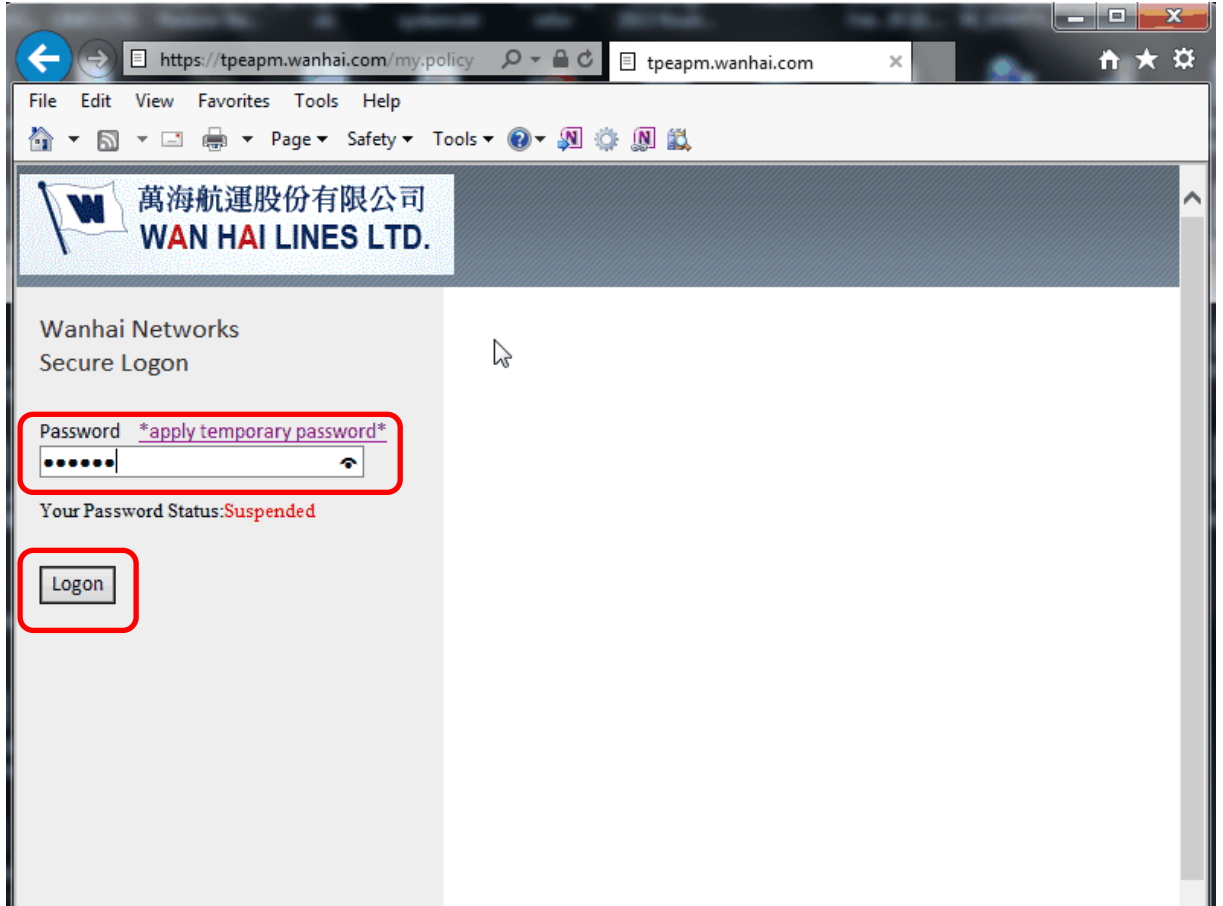 https://tpeapm.wanhai.com/my.policy
tpeapm.wanhai.com
File Edit View Favorites Tools Help
Page Safety Tools
W
萬海航運股份有限公司
WAN HAI LINES LTD.
Wanhai Networks
Secure Logon
Password *apply temporary password*
••••••
Your Password Status:Suspended
Logon